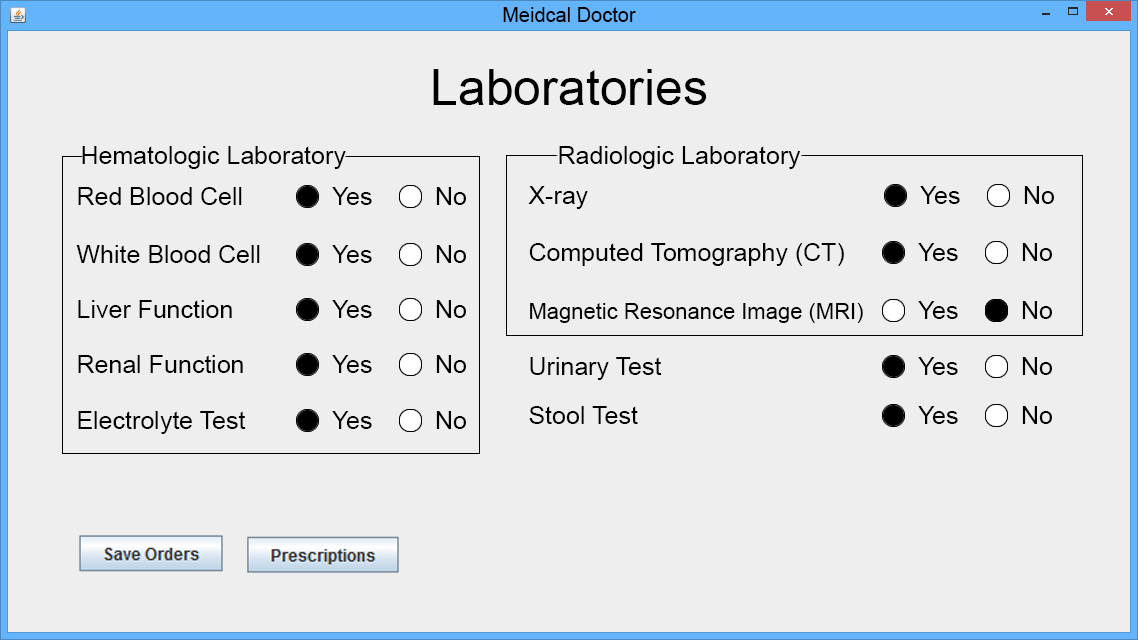 Meidcal Doctor
Laboratories
Hematologic Laboratory
Red Blood Cell Yes No
White Blood Cell Yes No
Liver Function Yes No
Renal Function Yes No
Electrolyte Test Yes No
Radiologic Laboratory
X-ray Yes No
Computed Tomography (CT) Yes No
Magnetic Resonance Image (MRI) Yes No
Urinary Test Yes No
Stool Test Yes No
Save Orders
Prescriptions